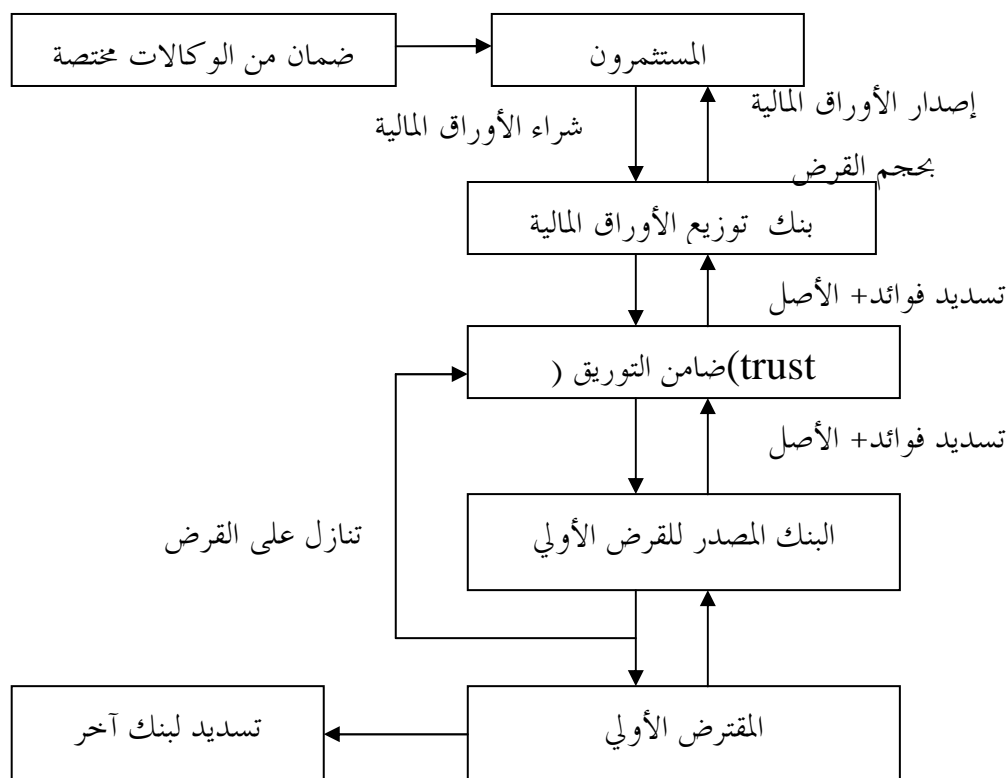 ضمان من الوكالات مختصة
المستثمرون
إصدار الأوراق المالية
شراء الأوراق المالية
بحجم القرض
بنك توزيع الأوراق المالية
تسديد فوائد+ الأصل
trust)ضامن التوريق (
تسديد فوائد+ الأصل
البنك المصدر للقرض الأولي
تنازل على القرض
المقترض الأولي
تسديد لبنك آخر